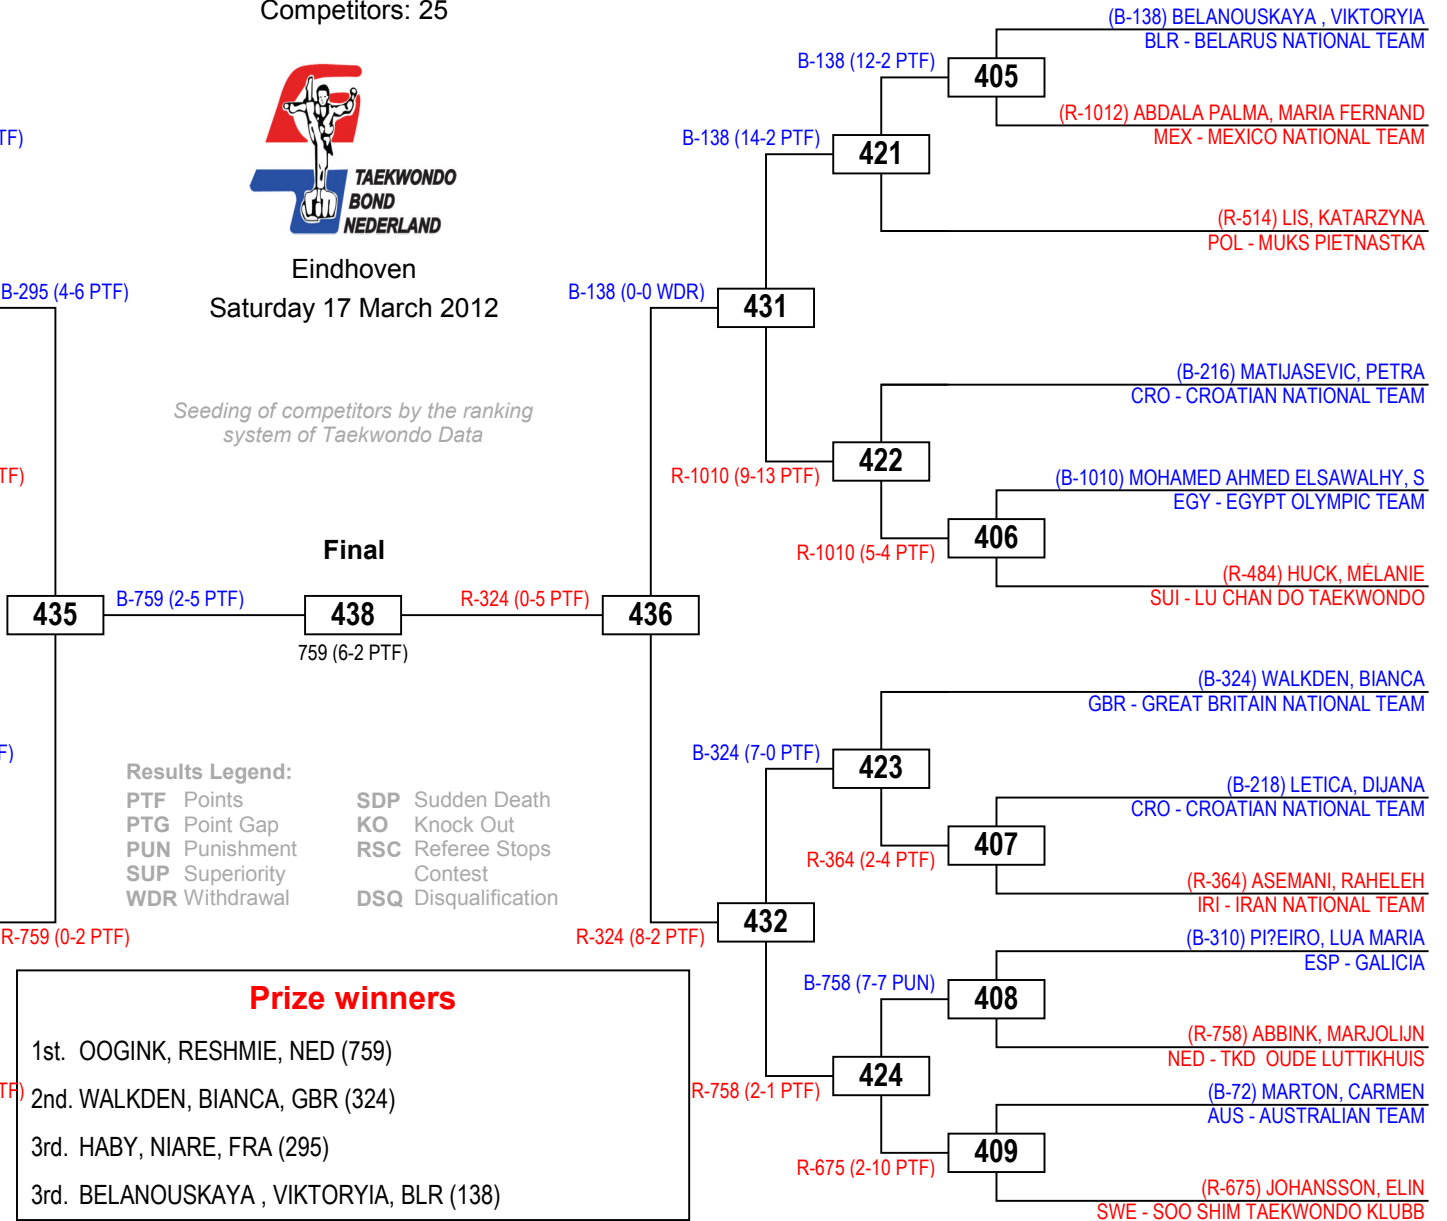 Competitors: 25
TAEKWONDO
BOND
NEDERLAND
Eindhoven
Saturday 17 March 2012
Seeding of competitors by the ranking
system of Taekwondo Data
TF)
B-295 (4-6 PTF)
TF)
435
B-759 (2-5 PTF)
Final
438
759 (6-2 PTF)
R-324 (0-5 PTF)
436
F)
R-759 (0-2 PTF)
TF)
Results Legend:
PTF Points
PTG Point Gap
PUN Punishment
SUP Superiority
WDR Withdrawal
SDP Sudden Death
KO Knock Out
RSC Referee Stops
Contest
DSQ Disqualification
Prize winners
1st. OOGINK, RESHMIE, NED (759)
2nd. WALKDEN, BIANCA, GBR (324)
3rd. HABY, NIARE, FRA (295)
3rd. BELANOUSKAYA , VIKTORYIA, BLR (138)
B-138 (0-0 WDR)
431
R-324 (8-2 PTF)
432
B-138 (14-2 PTF)
421
R-1010 (9-13 PTF)
422
B-324 (7-0 PTF)
423
R-758 (2-1 PTF)
424
B-138 (12-2 PTF)
405
R-1010 (5-4 PTF)
406
R-364 (2-4 PTF)
407
B-758 (7-7 PUN)
408
R-675 (2-10 PTF)
409
(B-138) BELANOUSKAYA , VIKTORYIA
BLR - BELARUS NATIONAL TEAM
(R-1012) ABDALA PALMA, MARIA FERNAND
MEX - MEXICO NATIONAL TEAM
(R-514) LIS, KATARZYNA
POL - MUKS PIETNASTKA
(B-216) MATIJASEVIC, PETRA
CRO - CROATIAN NATIONAL TEAM
(B-1010) MOHAMED AHMED ELSAWALHY, S
EGY - EGYPT OLYMPIC TEAM
(R-484) HUCK, MÉLANIE
SUI - LU CHAN DO TAEKWONDO
(B-324) WALKDEN, BIANCA
GBR - GREAT BRITAIN NATIONAL TEAM
(B-218) LETICA, DIJANA
CRO - CROATIAN NATIONAL TEAM
(R-364) ASEMANI, RAHELEH
IRI - IRAN NATIONAL TEAM
(B-310) PI?EIRO, LUA MARIA
ESP - GALICIA
(R-758) ABBINK, MARJOLIJN
NED - TKD  OUDE LUTTIKHUIS
(B-72) MARTON, CARMEN
AUS - AUSTRALIAN TEAM
(R-675) JOHANSSON, ELIN
SWE - SOO SHIM TAEKWONDO KLUBB